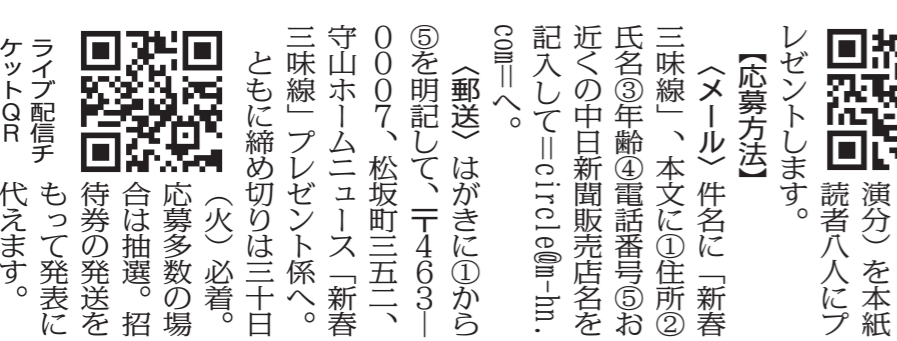 演分)を本紙
読者八人にプ
レゼントします。
【応募方法】
〈メール〉件名に「新春
三味線」、本文に①住所②
氏名③年齢④電話番号⑤お
近くの中日新聞販売店名を
記入して=circle@m-hn.
com=へ。
〈郵送〉はがきに①から
⑤を明記して、〒463―
0007、松坂町三五二、
守山ホームニュース「新春
三味線」プレゼント係へ。
ともに締め切りは三十日
(火)必着。
応募多数の場
合は抽選。招
待券の発送を
もって発表に
代えます。
ライブ配信チ
ケットQR